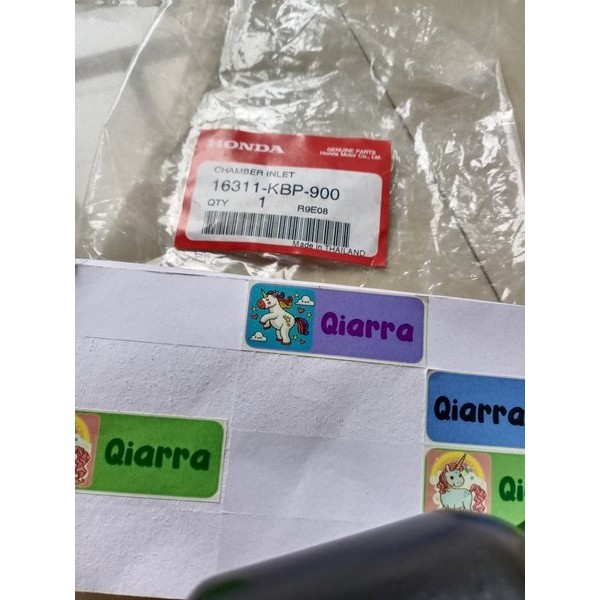 HONDA
GENUINE PARTS
Honda Motor Co., Ltd.
CHAMBER INLET
16311-KBP-900
QTY 1 R9E08
Made in THAILAND
Qiarra
Qiarra
Qiarra
Qi